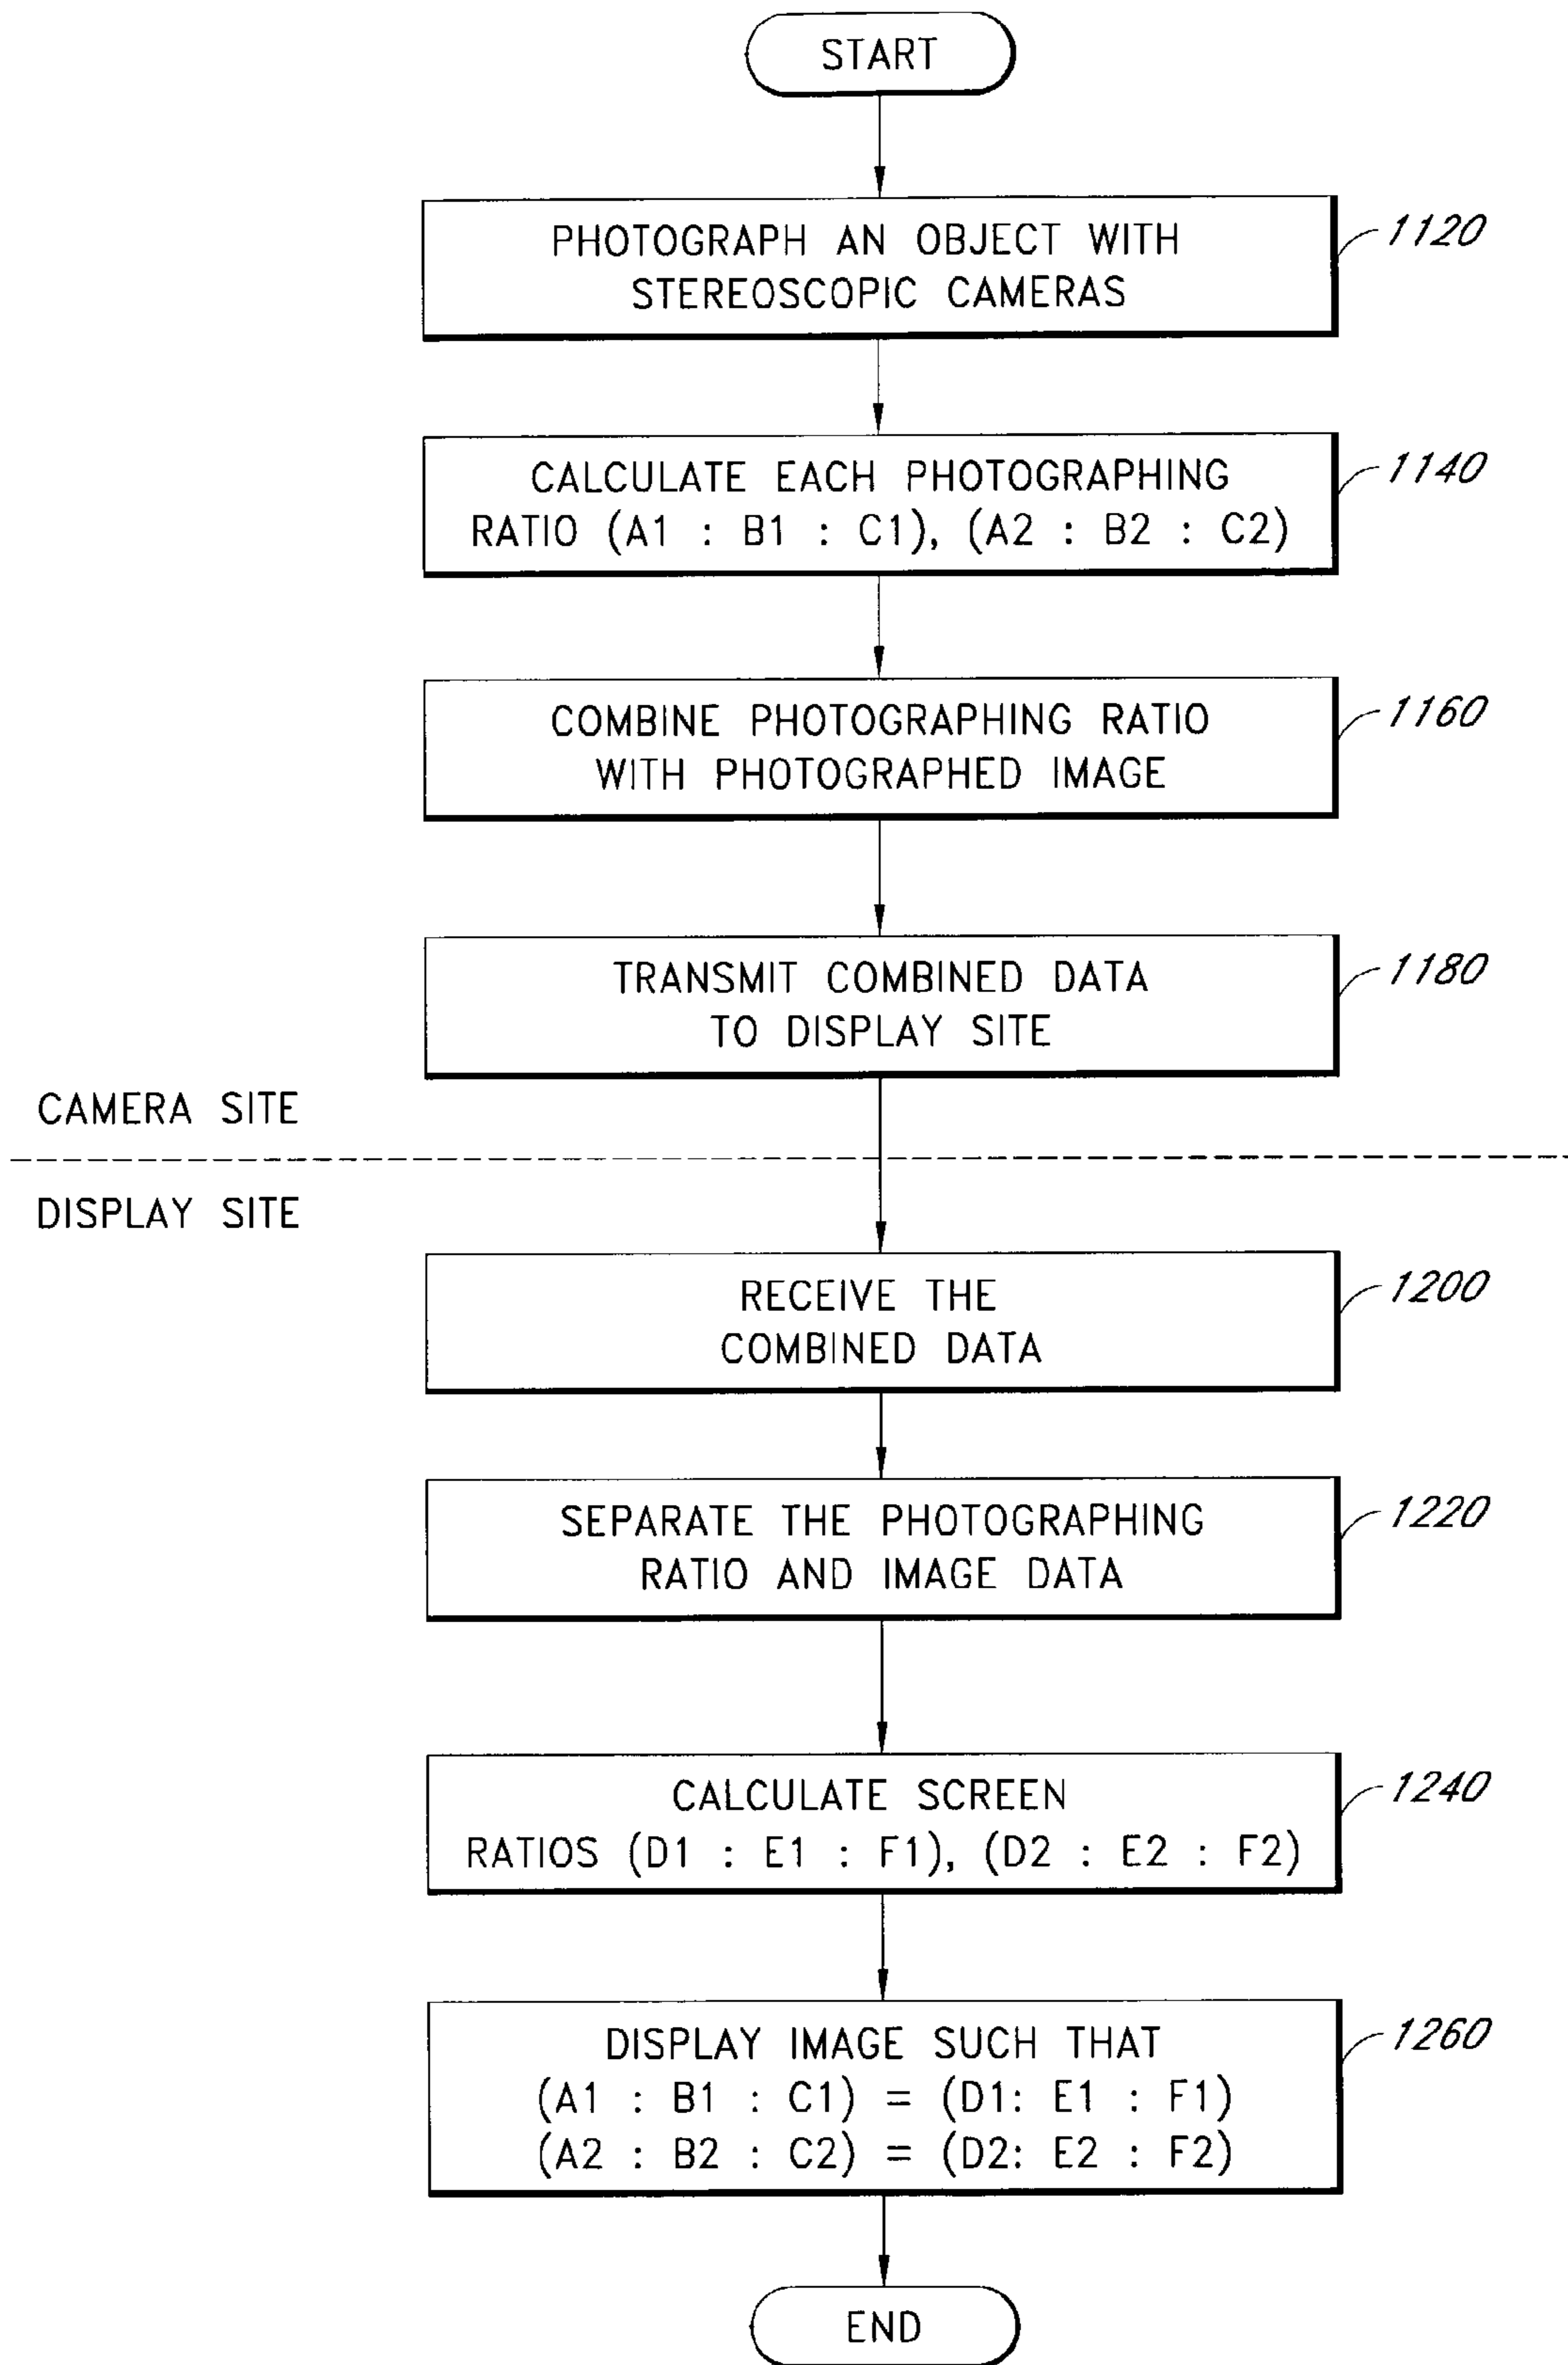 START
PHOTOGRAPH AN OBJECT WITH
STEREOSCOPIC CAMERAS
1120
CALCULATE EACH PHOTOGRAPHING
RATIO (A1 : B1 : C1), (A2 : B2 : C2)
1140
COMBINE PHOTOGRAPHING RATIO
WITH PHOTOGRAPHED IMAGE
1160
TRANSMIT COMBINED DATA
TO DISPLAY SITE
1180
CAMERA SITE
DISPLAY SITE
RECEIVE THE
COMBINED DATA
1200
SEPARATE THE PHOTOGRAPHING
RATIO AND IMAGE DATA
1220
CALCULATE SCREEN
RATIOS (D1 : E1 : F1), (D2 : E2 : F2)
1240
DISPLAY IMAGE SUCH THAT
(A1 : B1 : C1) = (D1: E1 : F1)
(A2 : B2 : C2) = (D2: E2 : F2)
1260
END